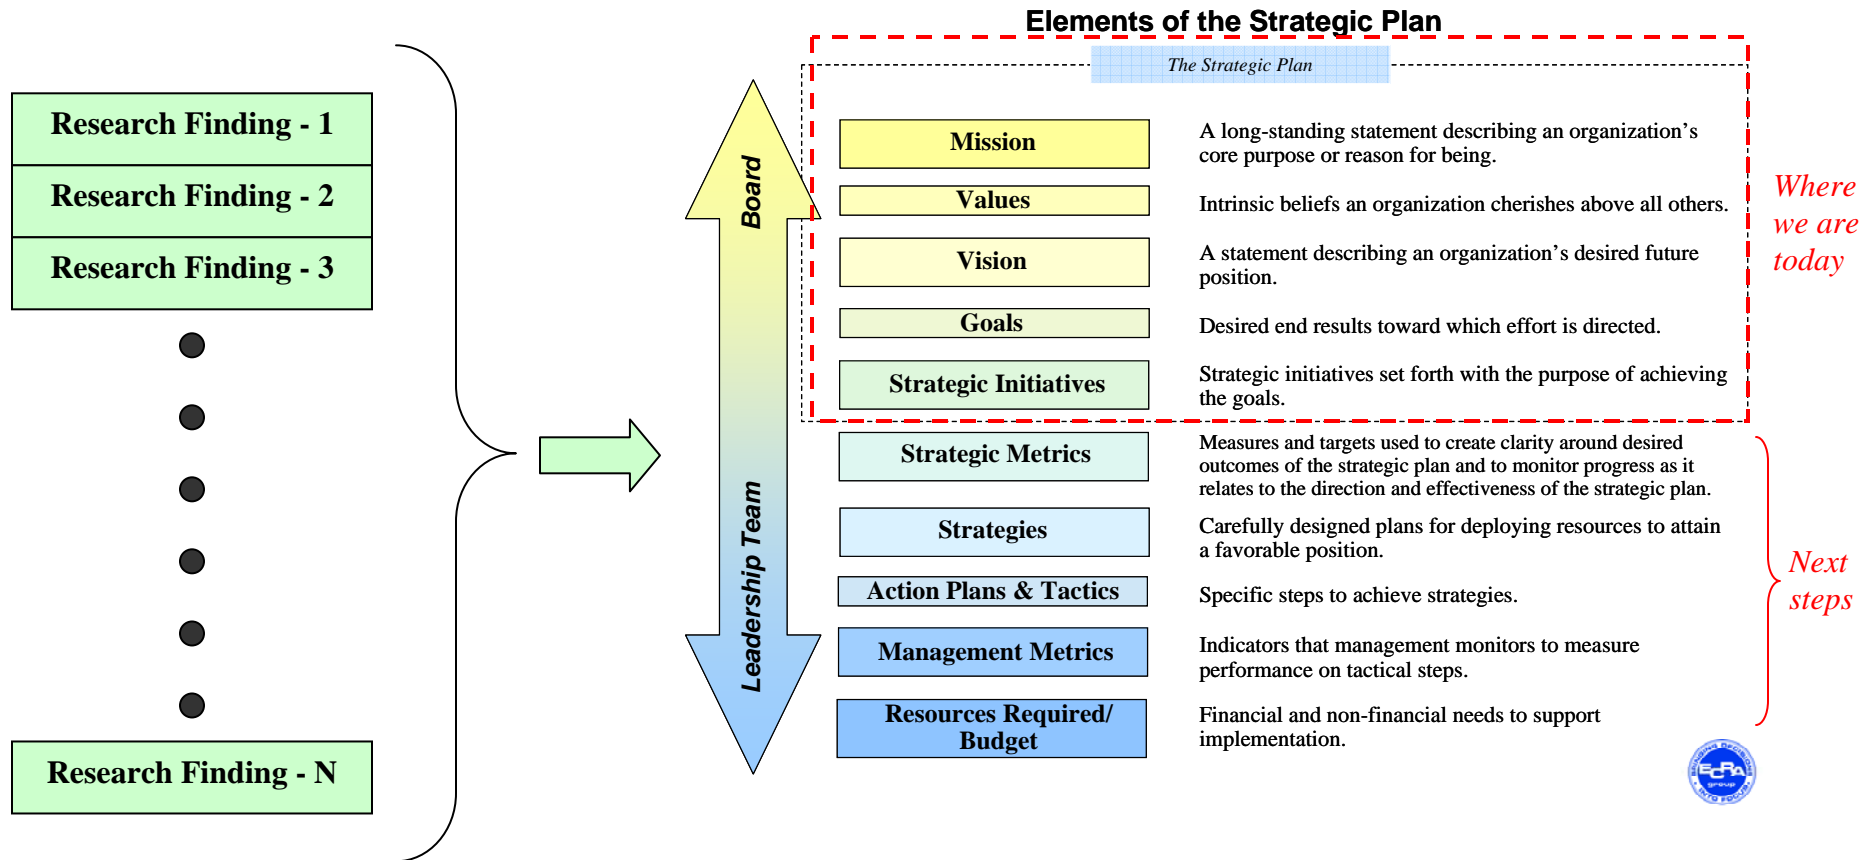 Elements of the Strategic Plan
The Strategic Plan
Research Finding - 1
Research Finding - 2
Research Finding - 3
Research Finding - N
Board
Leadership Team
Mission
A long-standing statement describing an organization’s
core purpose or reason for being.
Values
Intrinsic beliefs an organization cherishes above all others.
Vision
A statement describing an organization’s desired future
position.
Goals
Desired end results toward which effort is directed.
Strategic Initiatives
Strategic initiatives set forth with the purpose of achieving
the goals.
Where
we are
today
Strategic Metrics
Measures and targets used to create clarity around desired
outcomes of the strategic plan and to monitor progress as it
relates to the direction and effectiveness of the strategic plan.
Strategies
Carefully designed plans for deploying resources to attain
a favorable position.
Action Plans & Tactics
Specific steps to achieve strategies.
Management Metrics
Indicators that management monitors to measure
performance on tactical steps.
Resources Required/
Budget
Financial and non-financial needs to support
implementation.
Next
steps
BRINGING DECISIONS
ECRA
group
INTO FOCUS